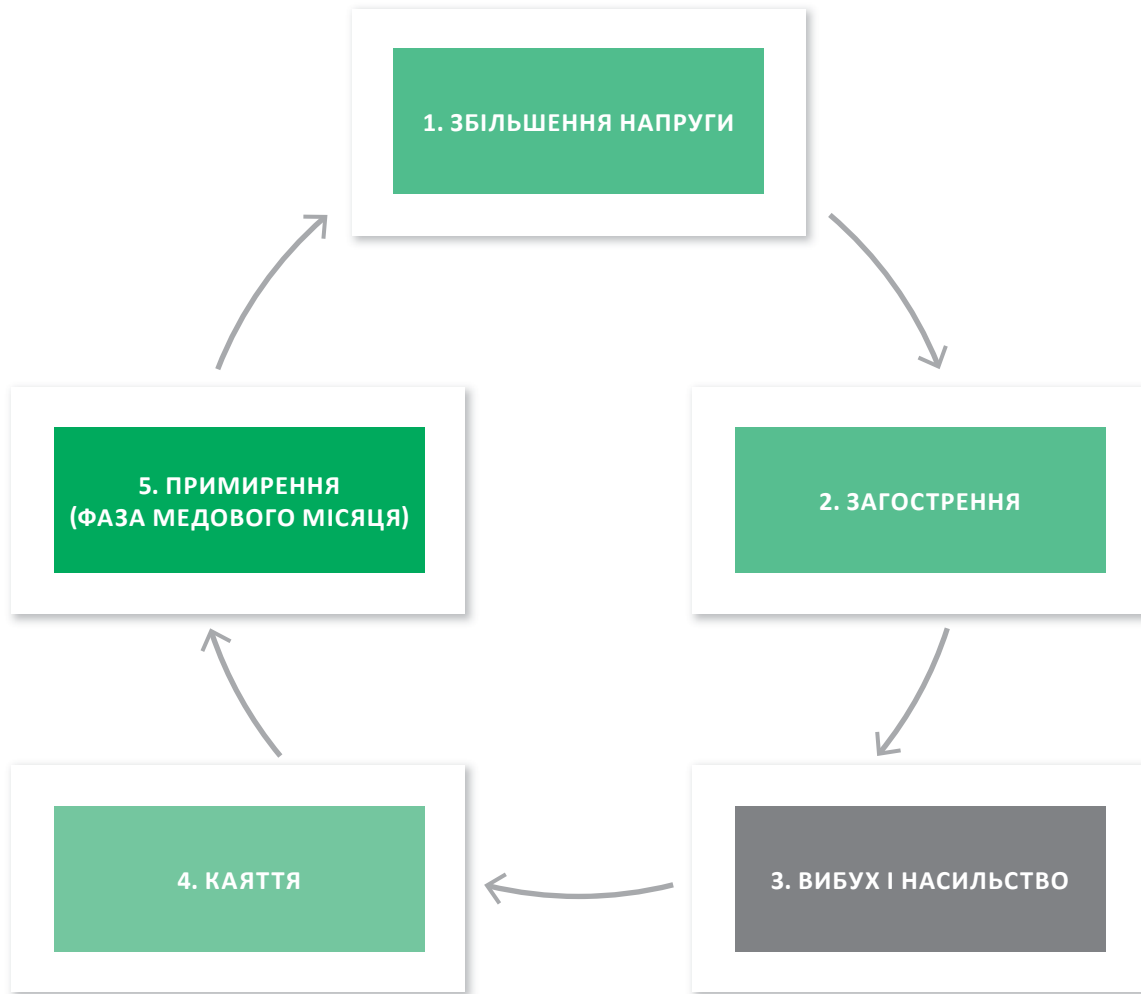 1. ЗБІЛЬШЕННЯ НАПРУГИ
2. ЗАГОСТРЕННЯ
3. ВИБУХ І НАСИЛЬСТВО
4. КАЯТТЯ
5. ПРИМИРЕННЯ
(ФАЗА МЕДОВОГО МІСЯЦЯ)